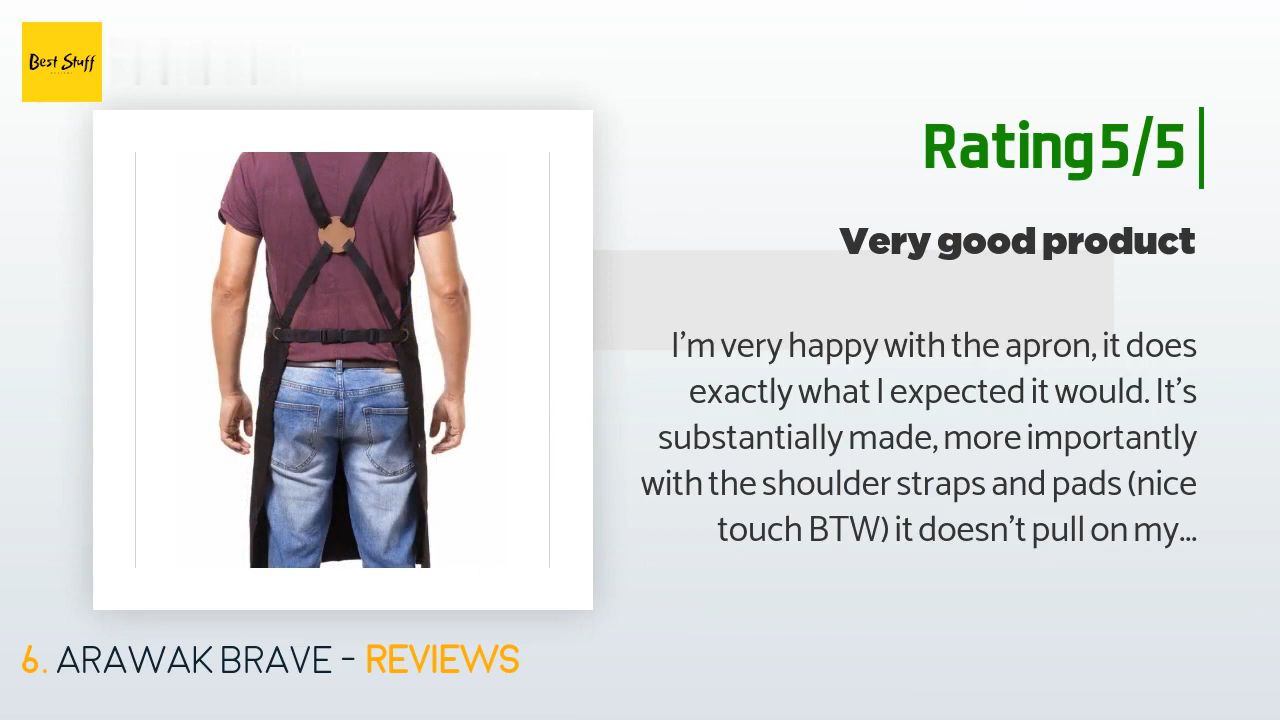 Best Stuff
Rating 5/5
Very good product
I'm very happy with the apron, it does
exactly what I expected it would. It's
substantially made, more importantly
with the shoulder straps and pads (nice
touch BTW) it doesn't pull on my...
6. ARAWAK BRAVE - REVIEWS